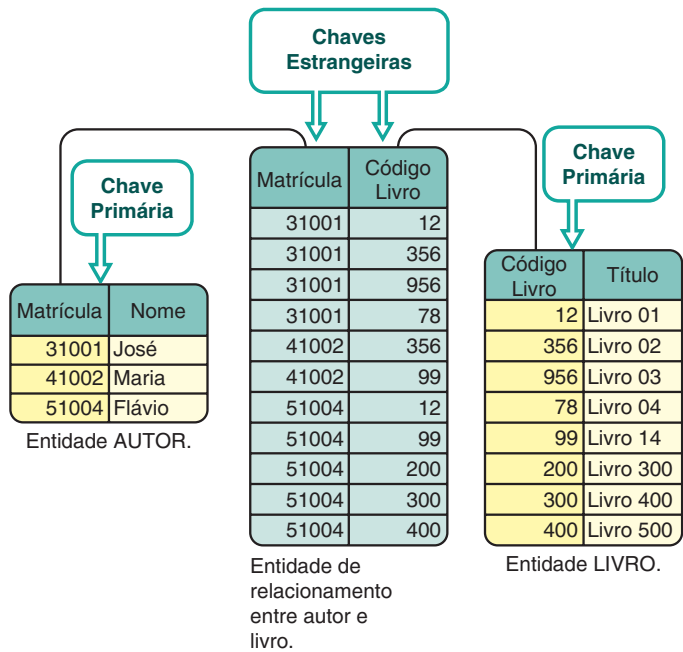 Chaves
Estrangeiras
Chave
Primária
Matrícula Nome
31001 José
41002 Maria
51004 Flávio
Entidade AUTOR.
Matrícula Código Livro
31001 12
31001 356
31001 956
31001 78
41002 356
41002 99
51004 12
51004 99
51004 200
51004 300
51004 400
Entidade de
relacionamento
entre autor e
livro.
Chave
Primária
Código Livro Título
12 Livro 01
356 Livro 02
956 Livro 03
78 Livro 04
99 Livro 14
200 Livro 300
300 Livro 400
400 Livro 500
Entidade LIVRO.